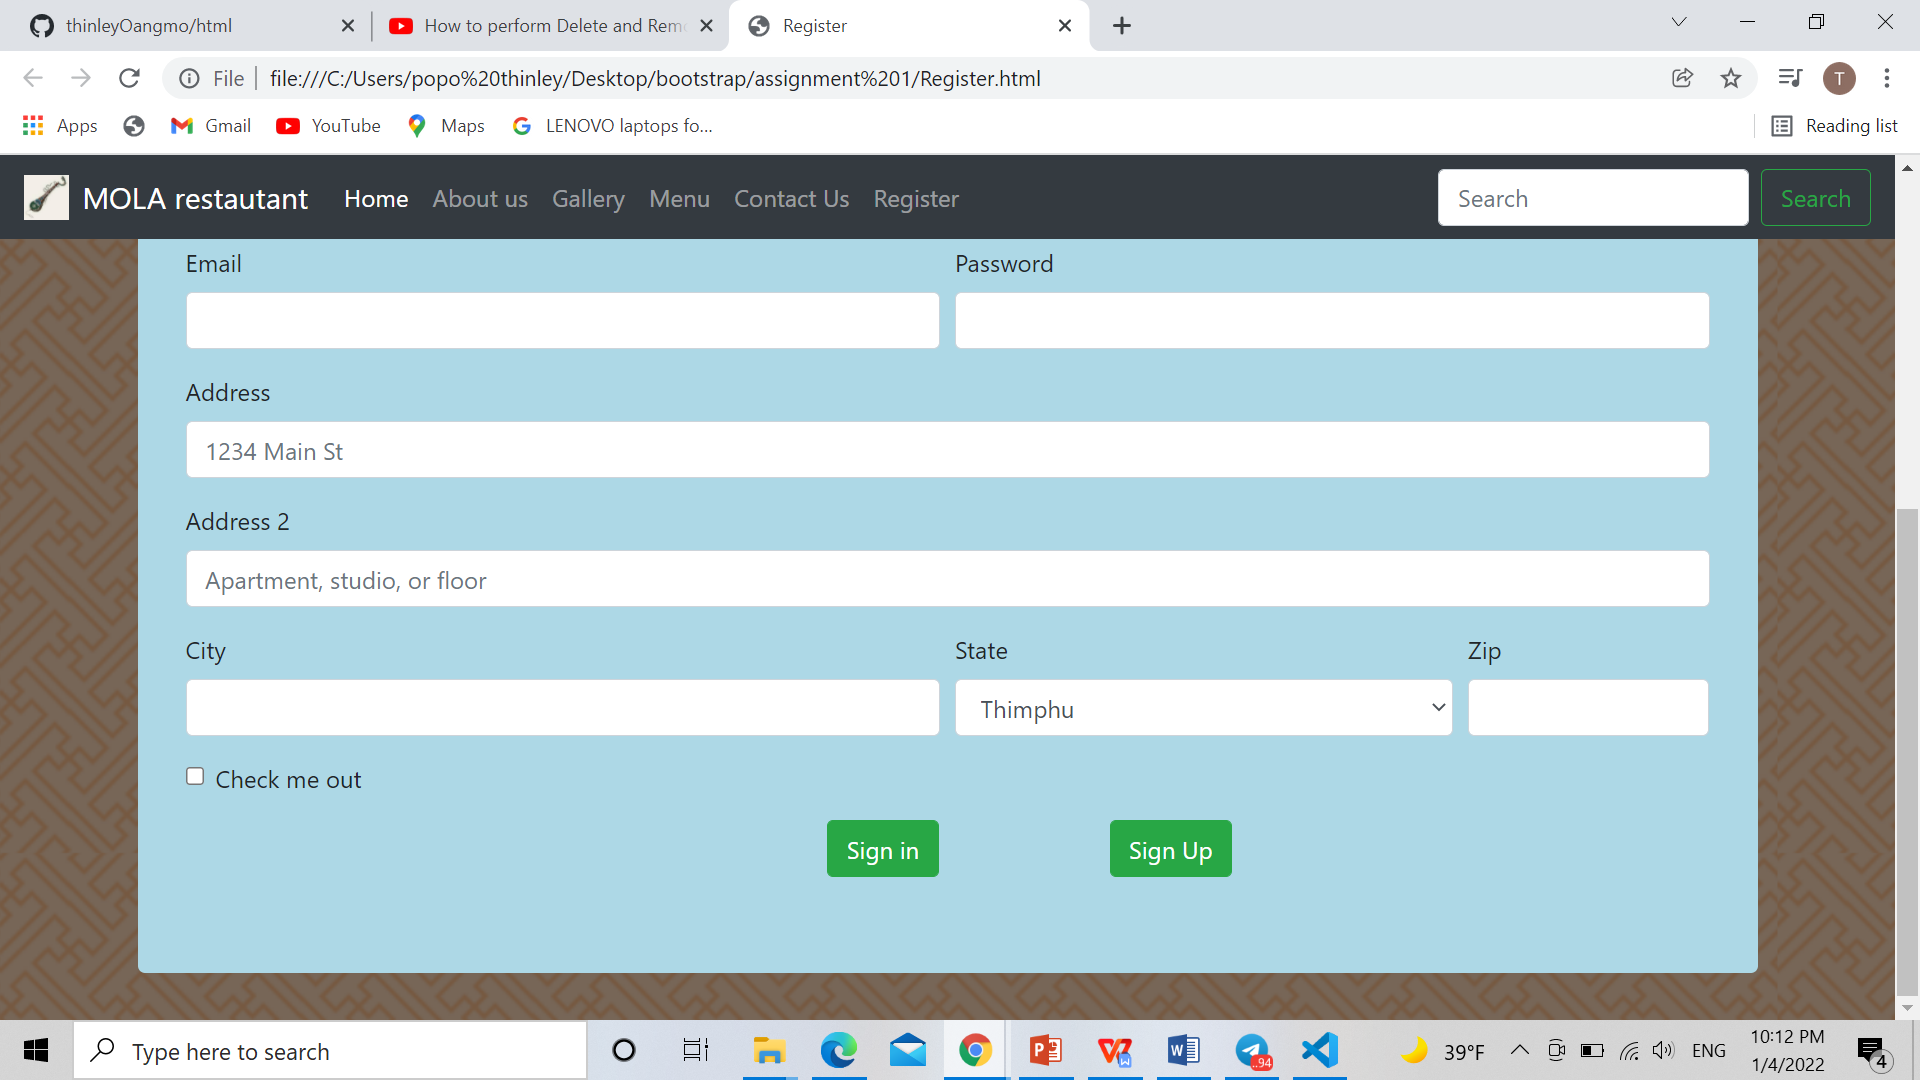 thinleyOangmo/html
How to perform Delete and Rem
Register
File
file:///C:/Users/popo%20thinley/Desktop/bootstrap/assignment%201/Register.html
T
Apps
Gmail
YouTube
Maps
LENOVO laptops fo...
Reading list
MOLA restautant
Home
About us
Gallery
Menu
Contact Us
Register
Search
Search
Email
Password
Address
1234 Main St
Address 2
Apartment, studio, or floor
City
State
Zip
Thimphu
Check me out
Sign in
Sign Up
Type here to search
..94
39°F
ENG
10:12 PM
1/4/2022
4